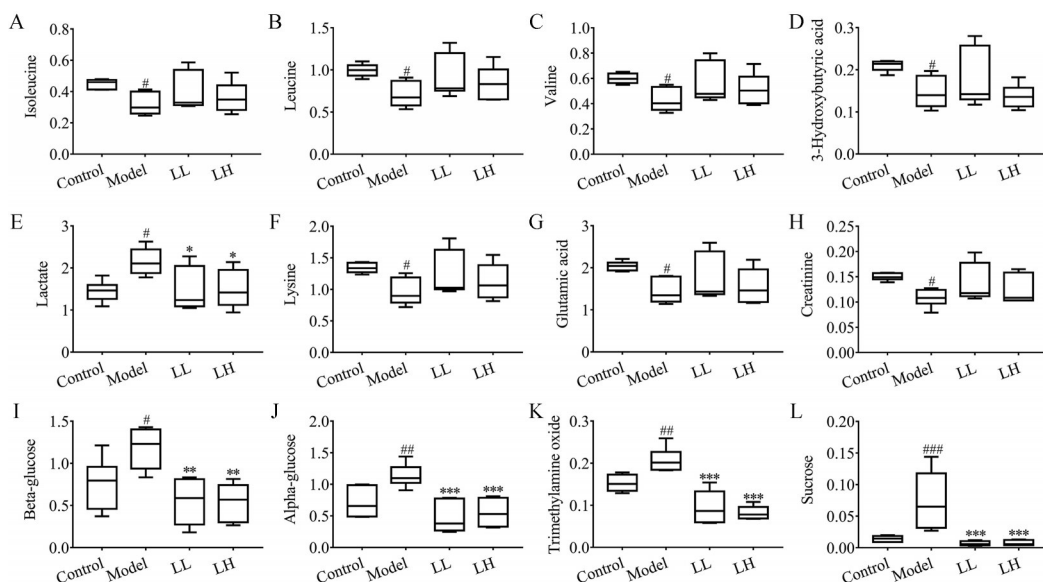 A
Isoleucine
0.8
0.6
0.4
0.2
0.0
#
Control
Model
LL
LH
B
Leucine
1.5
1.0
0.5
0.0
#
Control
Model
LL
LH
C
Valine
1.0
0.8
0.6
0.4
0.2
0.0
#
Control
Model
LL
LH
D
3-Hydroxybutyric acid
0.3
0.2
0.1
0.0
#
Control
Model
LL
LH
E
Lactate
3
2
1
0
#
*
*
Control
Model
LL
LH
F
Lysine
2.0
1.5
1.0
0.5
0.0
#
Control
Model
LL
LH
G
Glutamic acid
3
2
1
0
#
Control
Model
LL
LH
H
Creatinine
0.25
0.20
0.15
0.10
0.05
0.00
#
Control
Model
LL
LH
I
Beta-glucose
1.5
1.0
0.5
0.0
#
**
**
Control
Model
LL
LH
J
Alpha-glucose
2.0
1.5
1.0
0.5
0.0
##
***
***
Control
Model
LL
LH
K
Trimethylamine oxide
0.3
0.2
0.1
0.0
##
***
***
Control
Model
LL
LH
L
Sucrose
0.20
0.15
0.10
0.05
0.00
###
***
***
Control
Model
LL
LH